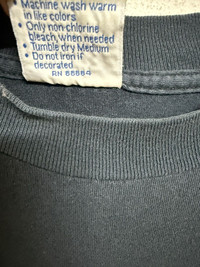 Machine wash warm
in like colors
• Only non-chlorine
bleach,when needed
• Tumble dry Medium
• Do not iron if
decorated
RN 88684